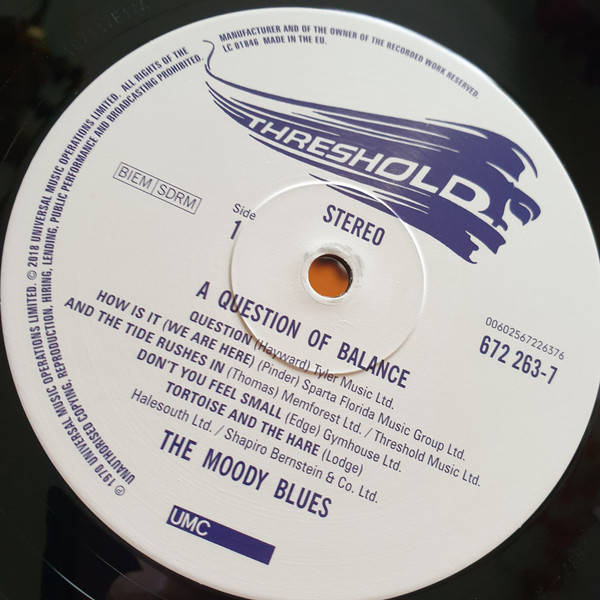 MANUFACTURER AND OF THE OWNER OF THE RECORDED WORK RESERVED.
LC 01846 MADE IN THE EU.
THRESHOLD
BIEM SDRM
Side
1
STEREO
00602567226376
672 263-7
A QUESTION OF BALANCE
QUESTION (Hayward) Tyler Music Ltd.
HOW IS IT (WE ARE HERE) (Pinder) Sparta Florida Music Group Ltd.
AND THE TIDE RUSHES IN (Thomas) Memforest Ltd. / Threshold Music Ltd.
DON'T YOU FEEL SMALL (Edge) Gymhouse Ltd.
TORTOISE AND THE HARE (Lodge)
Halesouth Ltd. / Shapiro Bernstein & Co. Ltd.
THE MOODY BLUES
UMC
℗ 1970 UNIVERSAL MUSIC OPERATIONS LIMITED. © 2018 UNIVERSAL MUSIC OPERATIONS LIMITED. ALL RIGHTS OF THE
UNAUTHORISED COPYING, REPRODUCTION, HIRING, LENDING, PUBLIC PERFORMANCE AND BROADCASTING PROHIBITED.